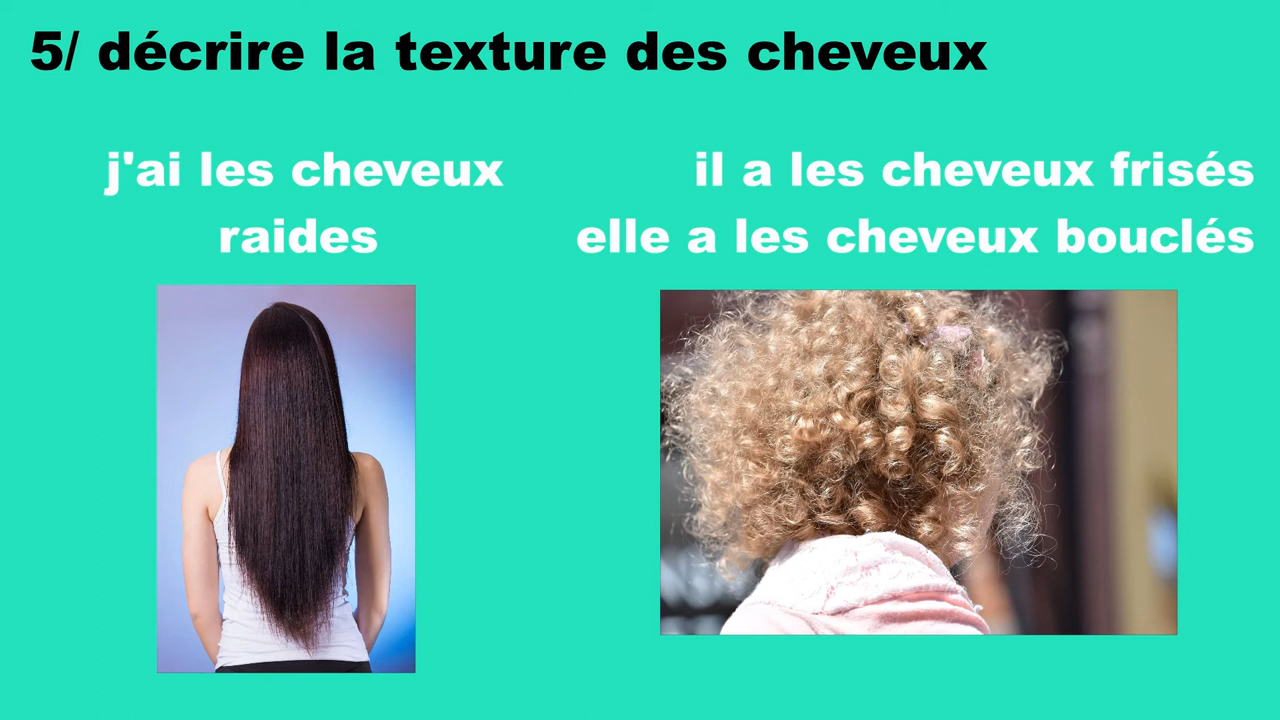 5/ décrire la texture des cheveux
j'ai les cheveux
raides
il a les cheveux frisés
elle a les cheveux bouclés